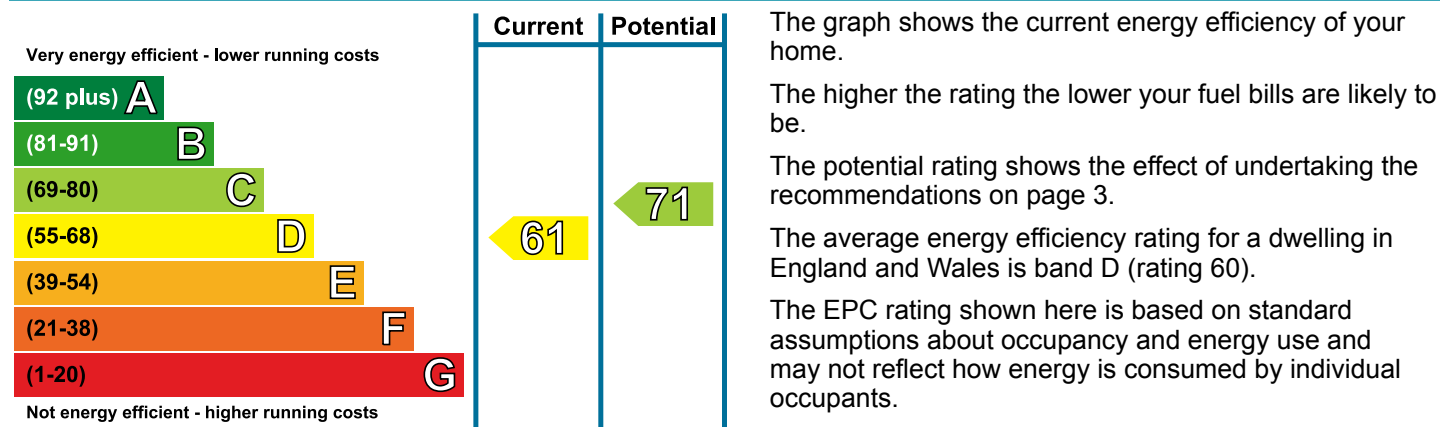 Current Potential
Very energy efficient - lower running costs
(92 plus) A
(81-91) B
(69-80) C
(55-68) D
(39-54) E
(21-38) F
(1-20) G
Not energy efficient - higher running costs
61
71
The graph shows the current energy efficiency of your
home.
The higher the rating the lower your fuel bills are likely to
be.
The potential rating shows the effect of undertaking the
recommendations on page 3.
The average energy efficiency rating for a dwelling in
England and Wales is band D (rating 60).
The EPC rating shown here is based on standard
assumptions about occupancy and energy use and
may not reflect how energy is consumed by individual
occupants.